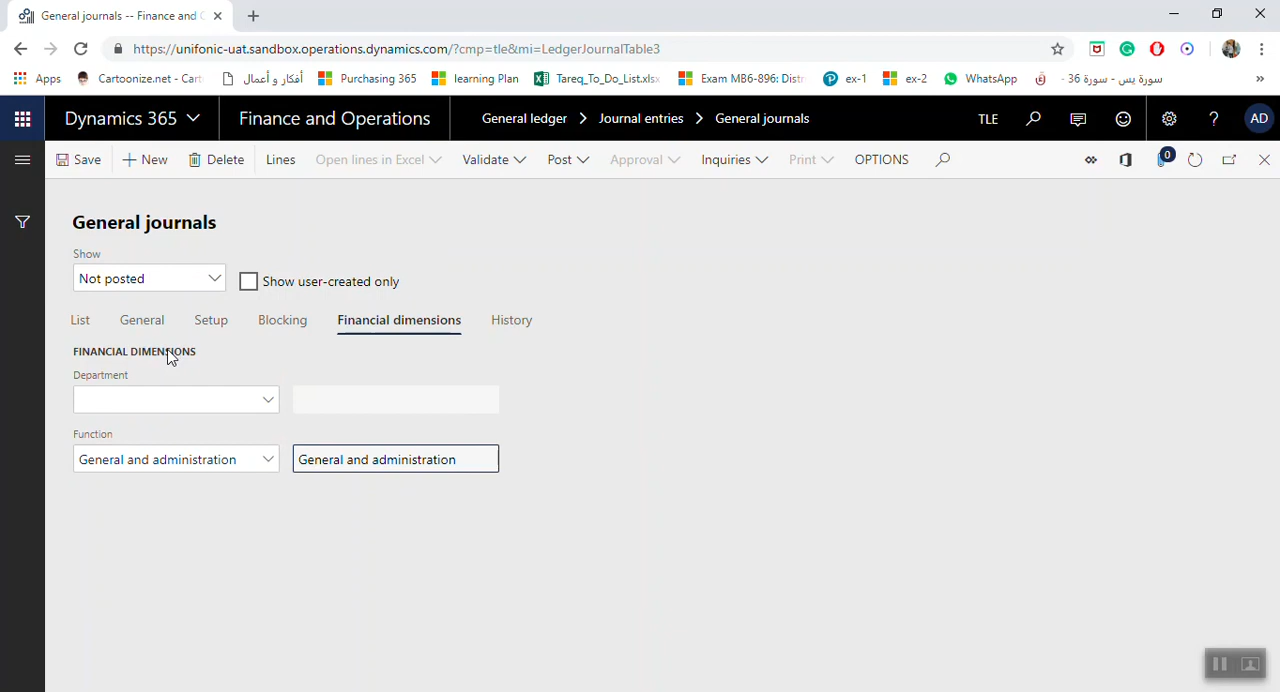 General journals -- Finance and O
https://unifonic-uat.sandbox.operations.dynamics.com/?cmp=tle&mi=LedgerJournalTable3
Apps Cartoonize.net - Cart أفكار و أعمال Purchasing 365 learning Plan Tareq_To_Do_List.xlsx Exam MB6-896: Distr ex-1 ex-2 WhatsApp سورة يس - سورة 36 - »
Dynamics 365 Finance and Operations General ledger > Journal entries > General journals TLE ? AD
Save + New Delete Lines Open lines in Excel Validate Post Approval Inquiries Print OPTIONS 0
General journals
Show
Not posted Show user-created only
List General Setup Blocking Financial dimensions History
FINANCIAL DIMENSIONS
Department
Function
General and administration General and administration